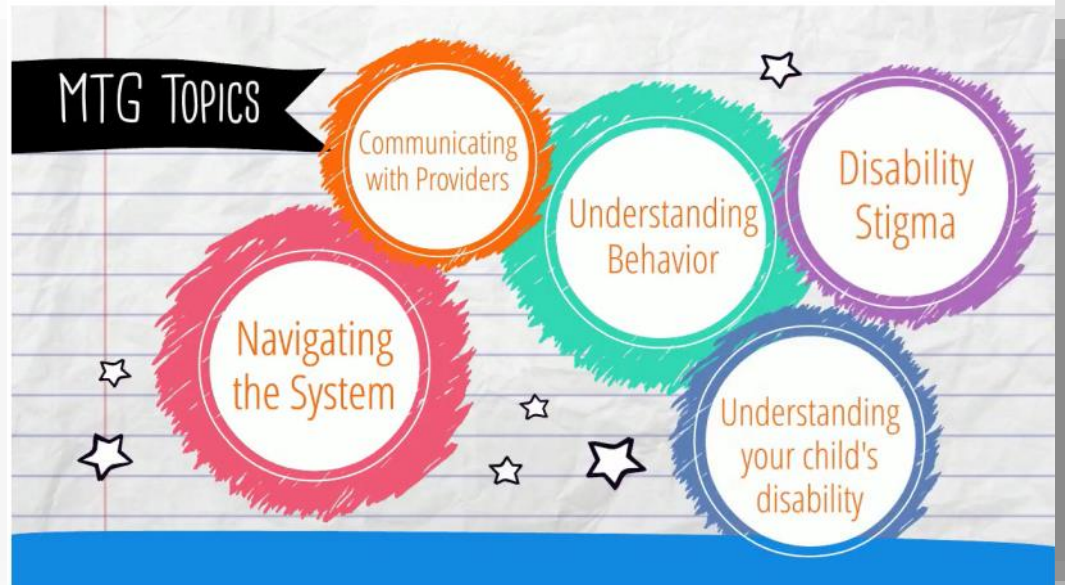 MTG TOPICS
Communicating
with Providers
Understanding
Behavior
Disability
Stigma
Navigating
the System
Understanding
your child's
disability